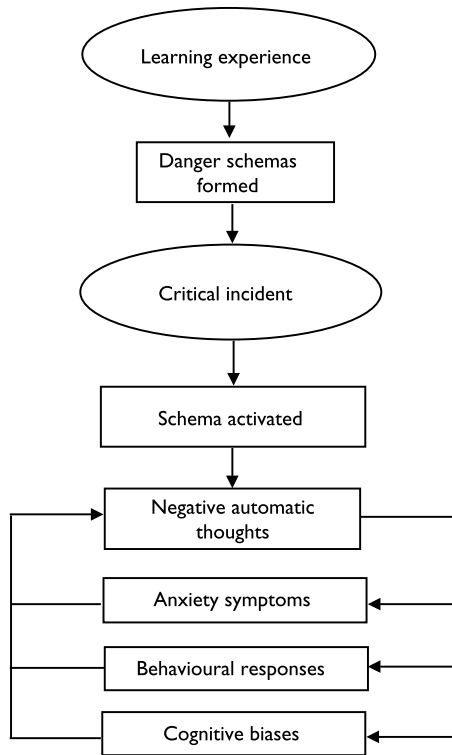 Learning experience
Danger schemas
formed
Critical incident
Schema activated
Negative automatic
thoughts
Anxiety symptoms
Behavioural responses
Cognitive biases